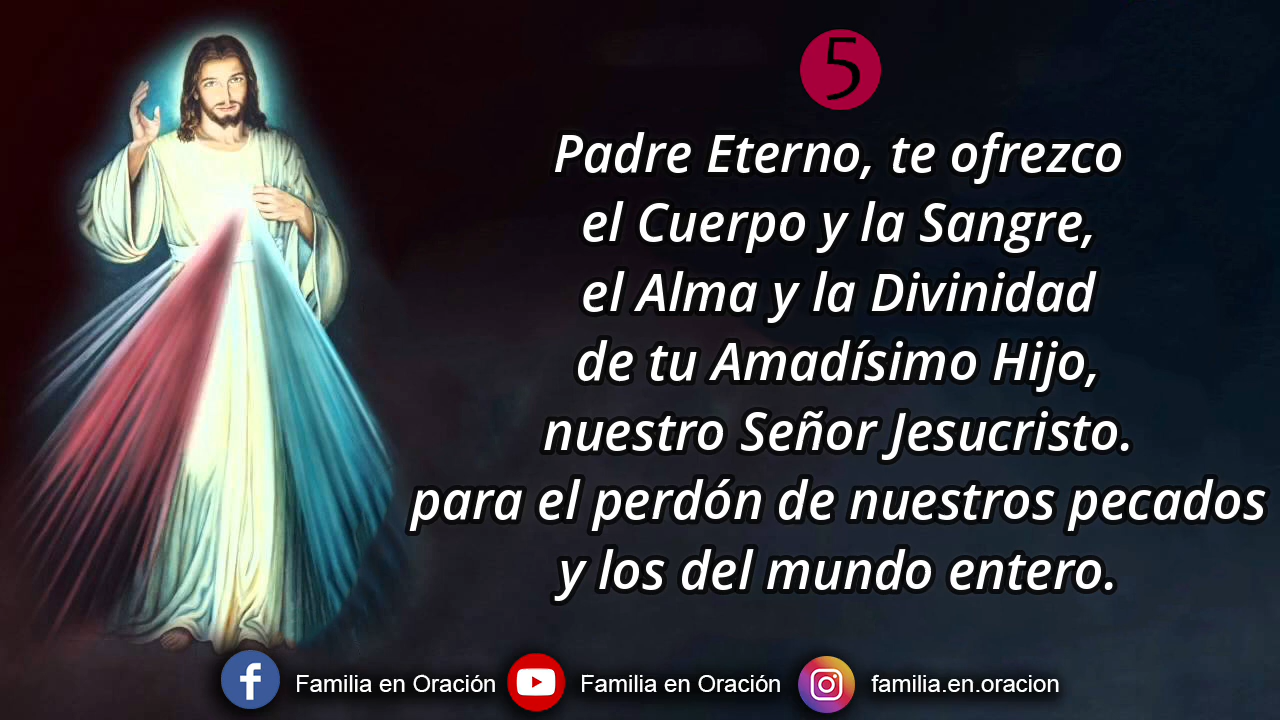 5
Padre Eterno, te ofrezco
el Cuerpo y la Sangre,
el Alma y la Divinidad
de tu Amadísimo Hijo,
nuestro Señor Jesucristo.
para el perdón de nuestros pecados
y los del mundo entero.
Familia en Oración Familia en Oración familia.en.oracion